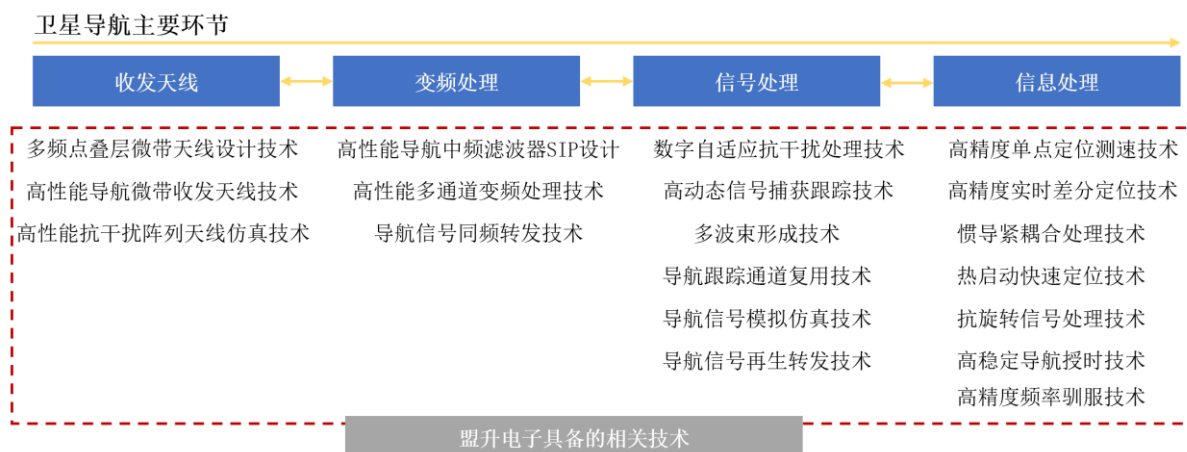 卫星导航主要环节
收发天线
变频处理
信号处理
信息处理
多频点叠层微带天线设计技术
高性能导航微带收发天线技术
高性能抗干扰阵列天线仿真技术
高性能导航中频滤波器SIP设计
高性能多通道变频处理技术
导航信号同频转发技术
数字自适应抗干扰处理技术
高动态信号捕获跟踪技术
多波束形成技术
导航跟踪通道复用技术
导航信号模拟仿真技术
导航信号再生转发技术
高精度单点定位测速技术
高精度实时差分定位技术
惯导紧耦合处理技术
热启动快速定位技术
抗旋转信号处理技术
高稳定导航授时技术
高精度频率驯服技术
盟升电子具备的相关技术